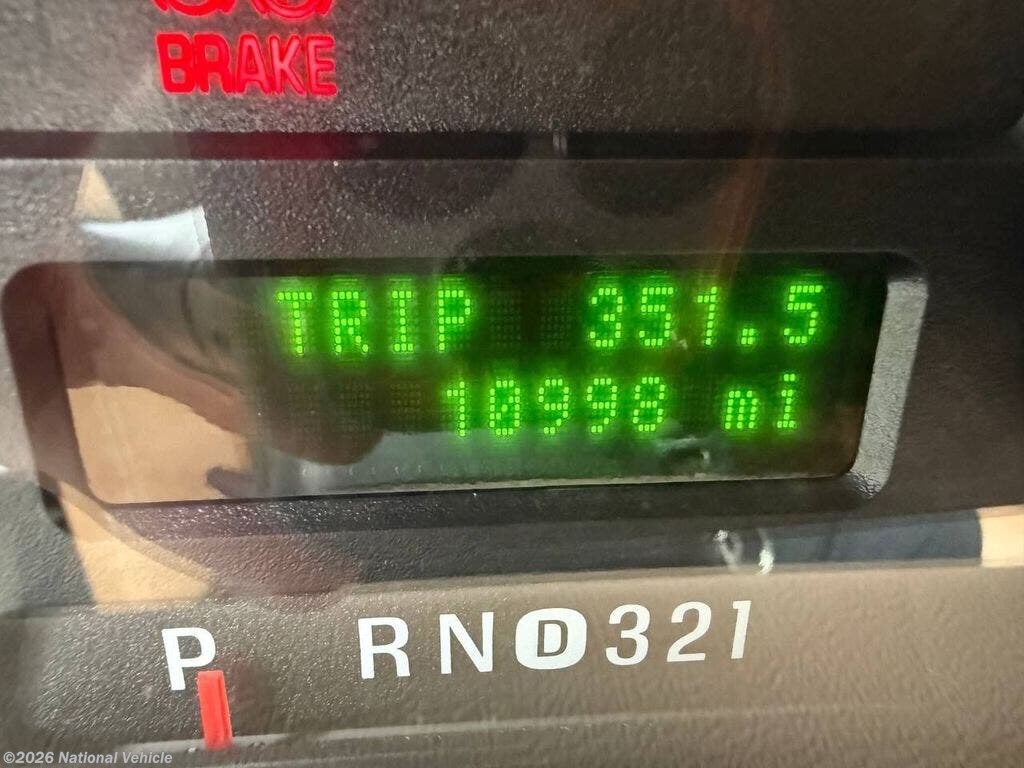 BRAKE
TRIP 351.5
10998 mi
P RND321
©2026 National Vehicle